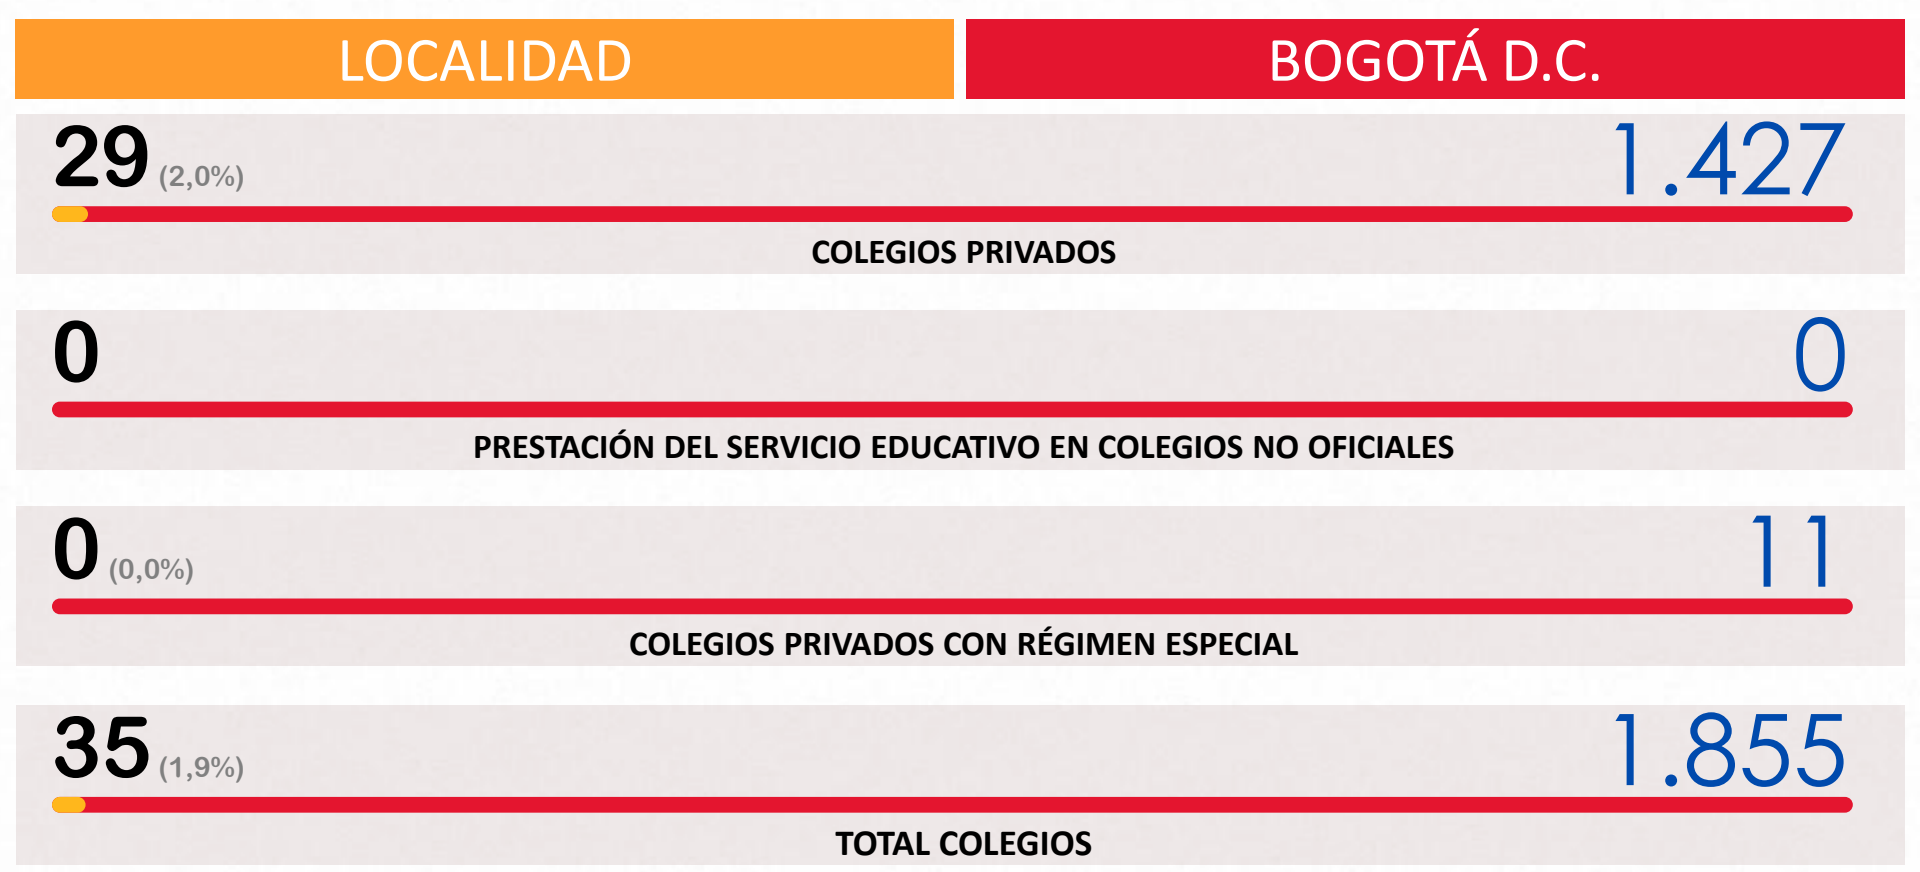 LOCALIDAD BOGOTÁ D.C.
29 (2,0%) 1.427
COLEGIOS PRIVADOS
0 0
PRESTACIÓN DEL SERVICIO EDUCATIVO EN COLEGIOS NO OFICIALES
0 (0,0%) 11
COLEGIOS PRIVADOS CON RÉGIMEN ESPECIAL
35 (1,9%) 1.855
TOTAL COLEGIOS